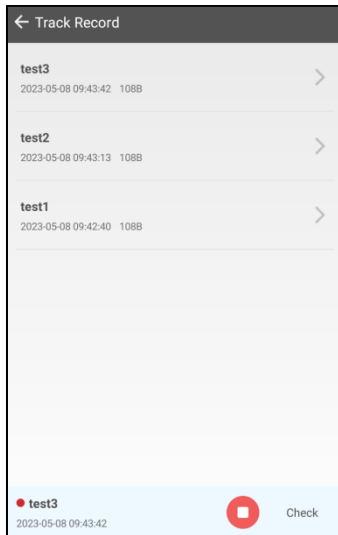 Track Record
test3
2023-05-08 09:43:42 108B
test2
2023-05-08 09:43:13 108B
test1
2023-05-08 09:42:40 108B
test3
2023-05-08 09:43:42
Check